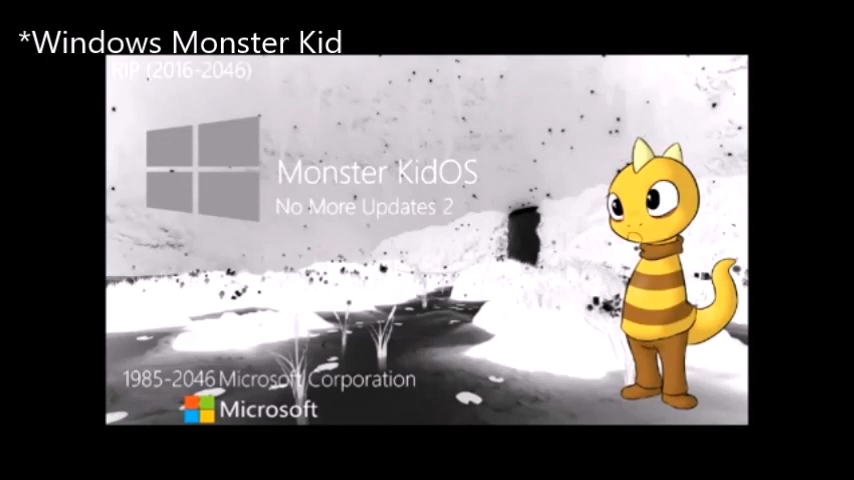 *Windows Monster Kid
RIP (2016-2046)
Monster KidOS
No More Updates 2
1985-2046 Microsoft Corporation
Microsoft